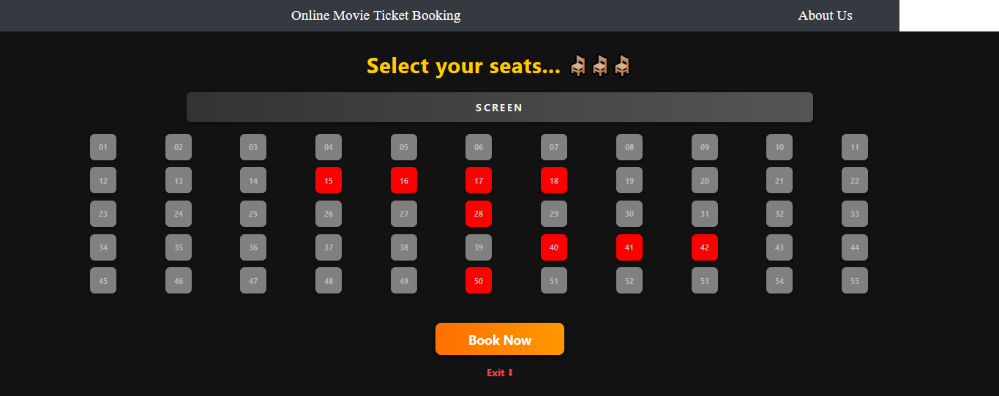 Online Movie Ticket Booking About Us
Select your seats...
SCREEN
01 02 03 04 05 06 07 08 09 10 11
12 13 14 15 16 17 18 19 20 21 22
23 24 25 26 27 28 29 30 31 32 33
34 35 36 37 38 39 40 41 42 43 44
45 46 47 48 49 50 51 52 53 54 55
Book Now
Exit ⬇